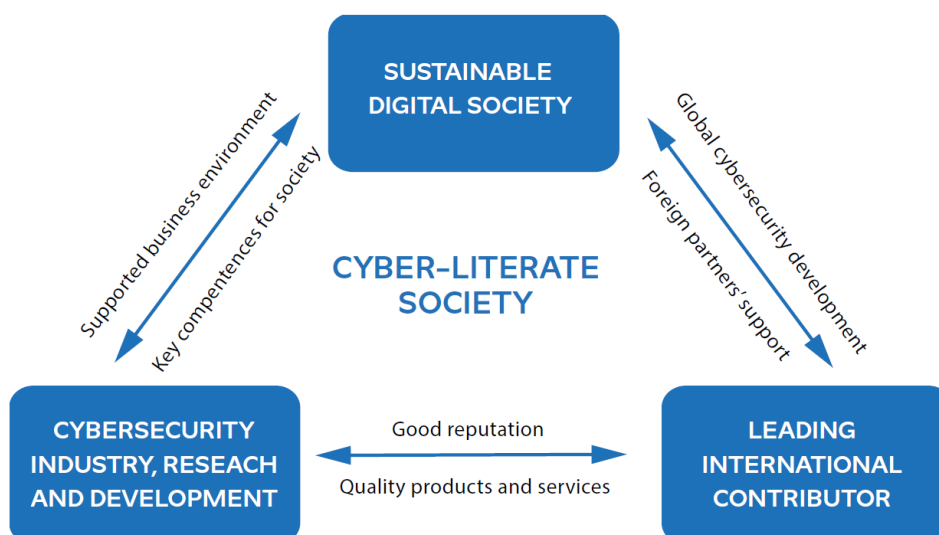 SUSTAINABLE
DIGITAL SOCIETY
Supported business environment
Key compentences for society
Global cybersecurity development
Foreign partners’ support
CYBER–LITERATE
SOCIETY
CYBERSECURITY
INDUSTRY, RESEACH
AND DEVELOPMENT
Good reputation
Quality products and services
LEADING
INTERNATIONAL
CONTRIBUTOR